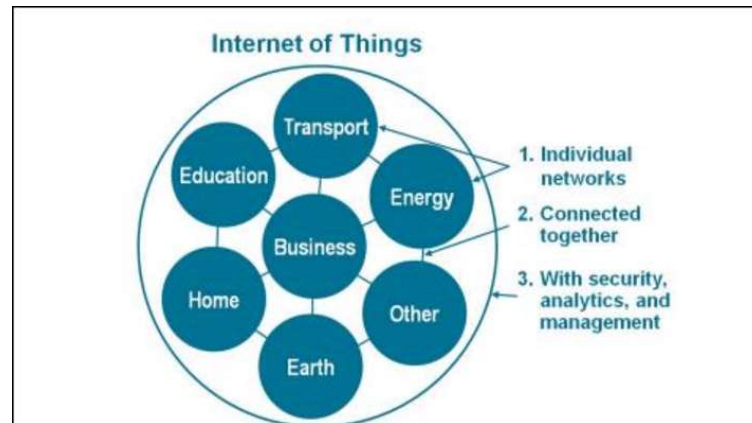 Internet of Things
Transport
Education
Energy
Business
Home
Other
Earth
1. Individual
networks
2. Connected
together
3. With security,
analytics, and
management